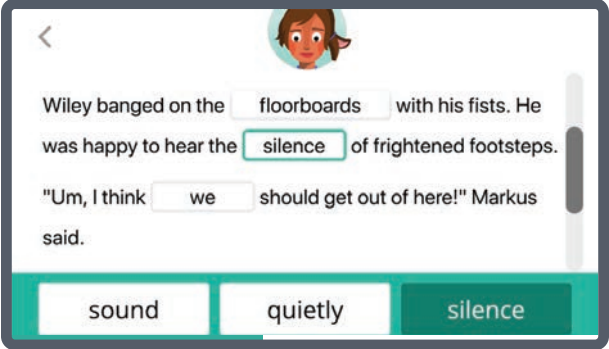 Wiley banged on the floorboards with his fists. He
was happy to hear the silence of frightened footsteps.
"Um, I think we should get out of here!" Markus
said.
sound quietly silence